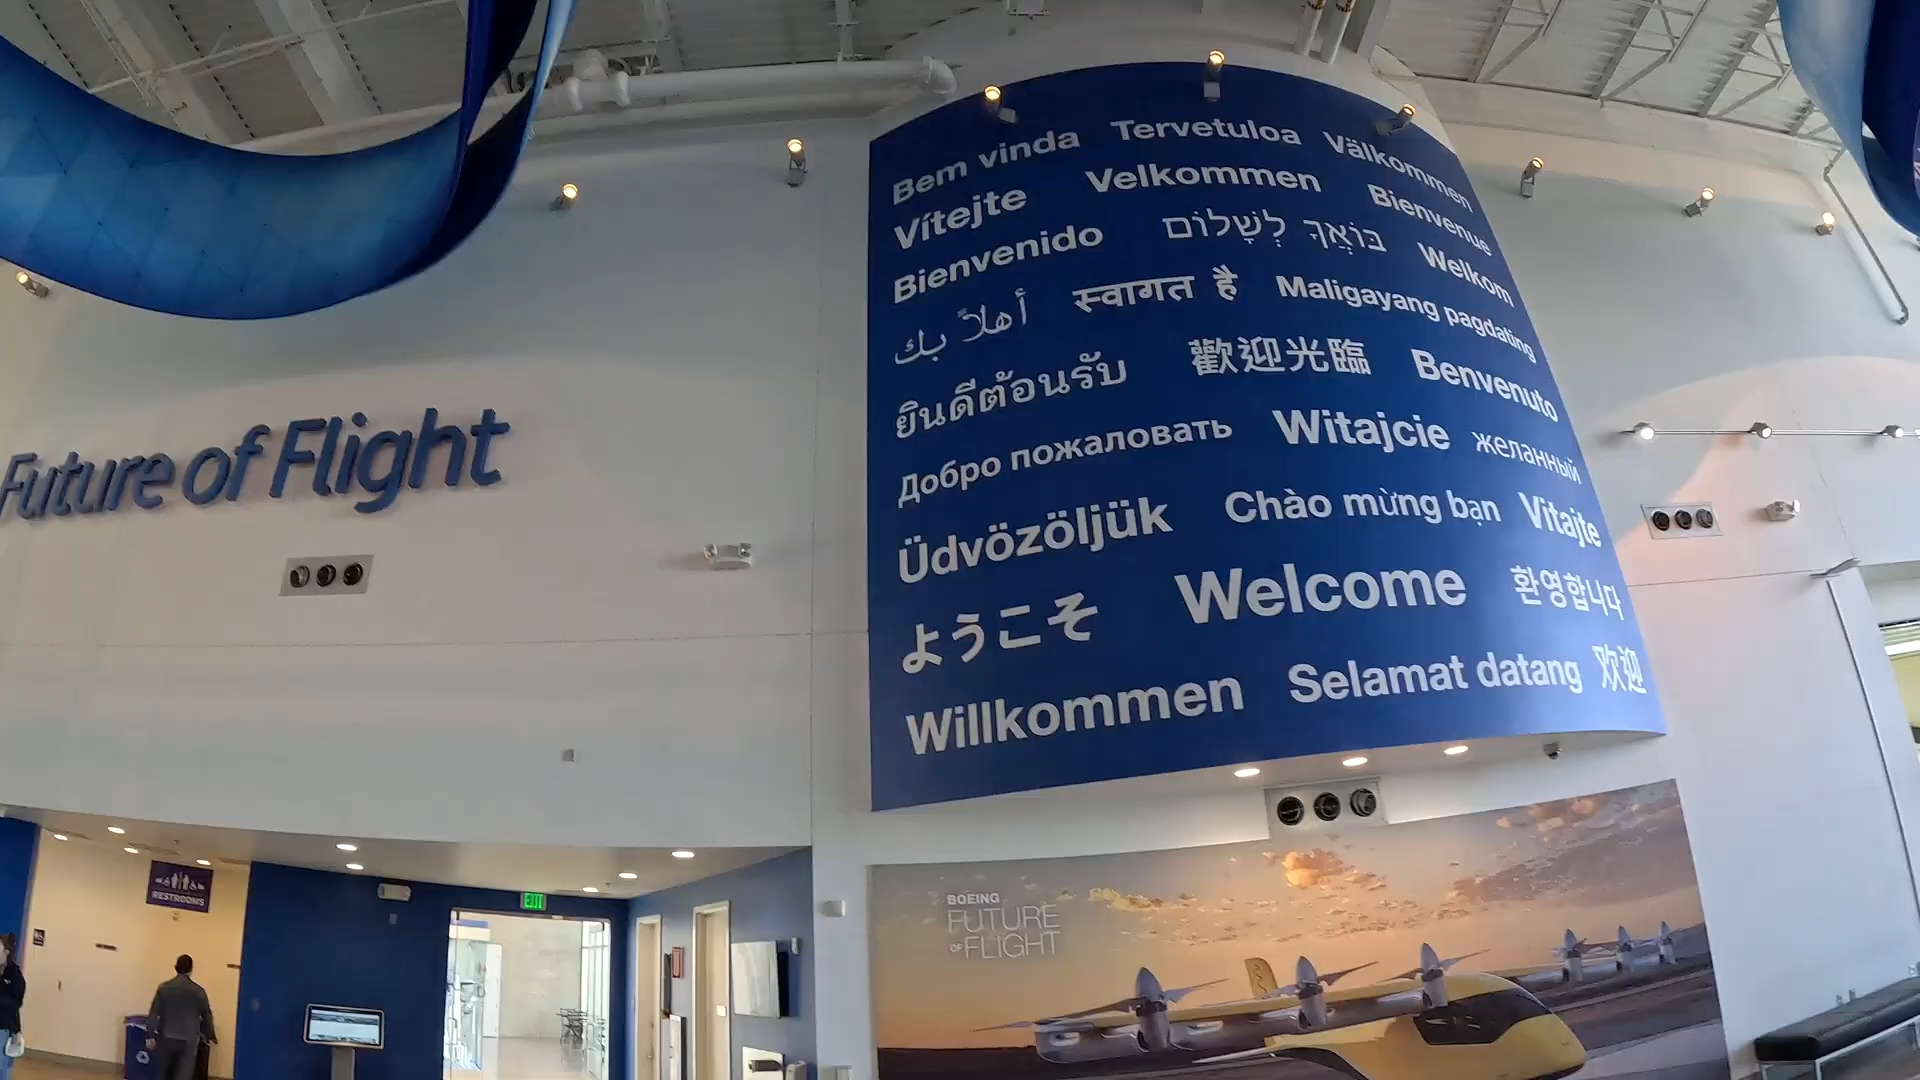 Future of Flight
Bem vinda Tervetuloa Välkommen
Vítejte Velkommen Bienvenue
Bienvenido בּוֹאֲךָ לְשָׁלוֹם Welkom
أهلاً بك स्वागत है Maligayang pagdating
ยินดีต้อนรับ 歡迎光臨 Benvenuto
Добро пожаловать Witajcie желанный
Üdvözöljük Chào mừng bạn Vitajte
ようこそ Welcome 환영합니다
Willkommen Selamat datang 欢迎
RESTROOMS
EXIT
BOEING
FUTURE
OF FLIGHT